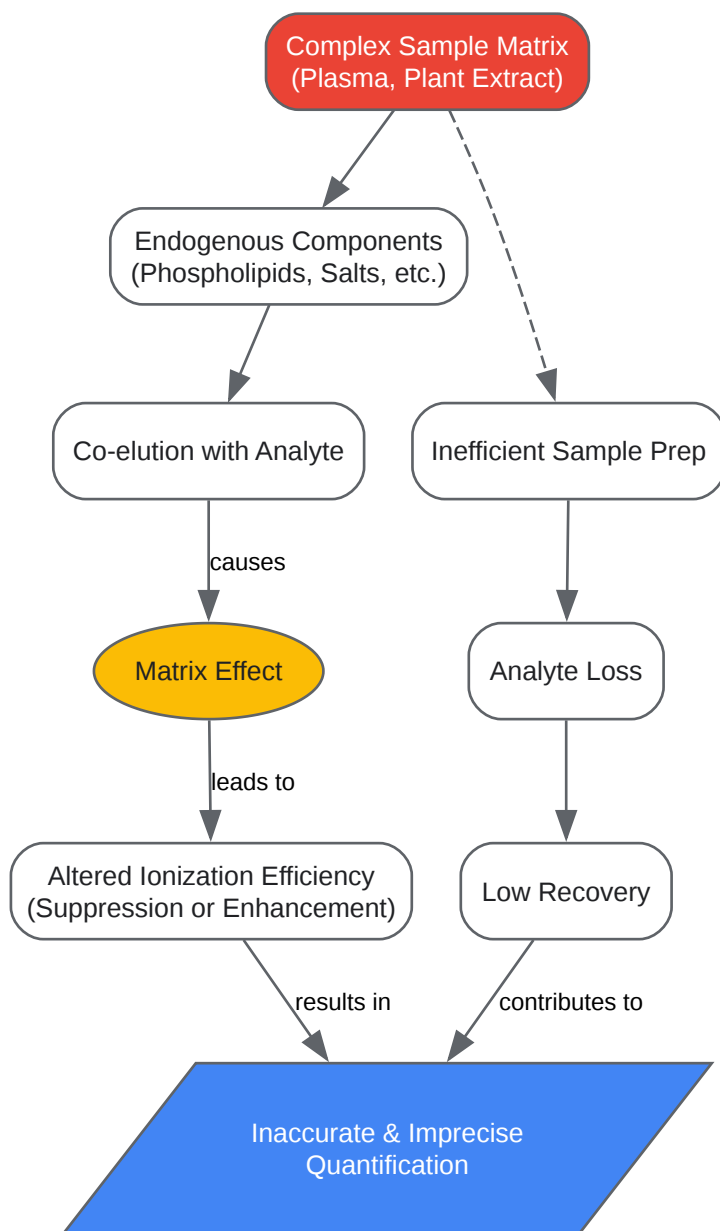 Complex Sample Matrix
(Plasma, Plant Extract)
Endogenous Components
(Phospholipids, Salts, etc.)
Co-elution with Analyte
Inefficient Sample Prep
causes
Matrix Effect
Analyte Loss
leads to
Altered Ionization Efficiency
(Suppression or Enhancement)
Low Recovery
results in
contributes to
Inaccurate & Imprecise
Quantification